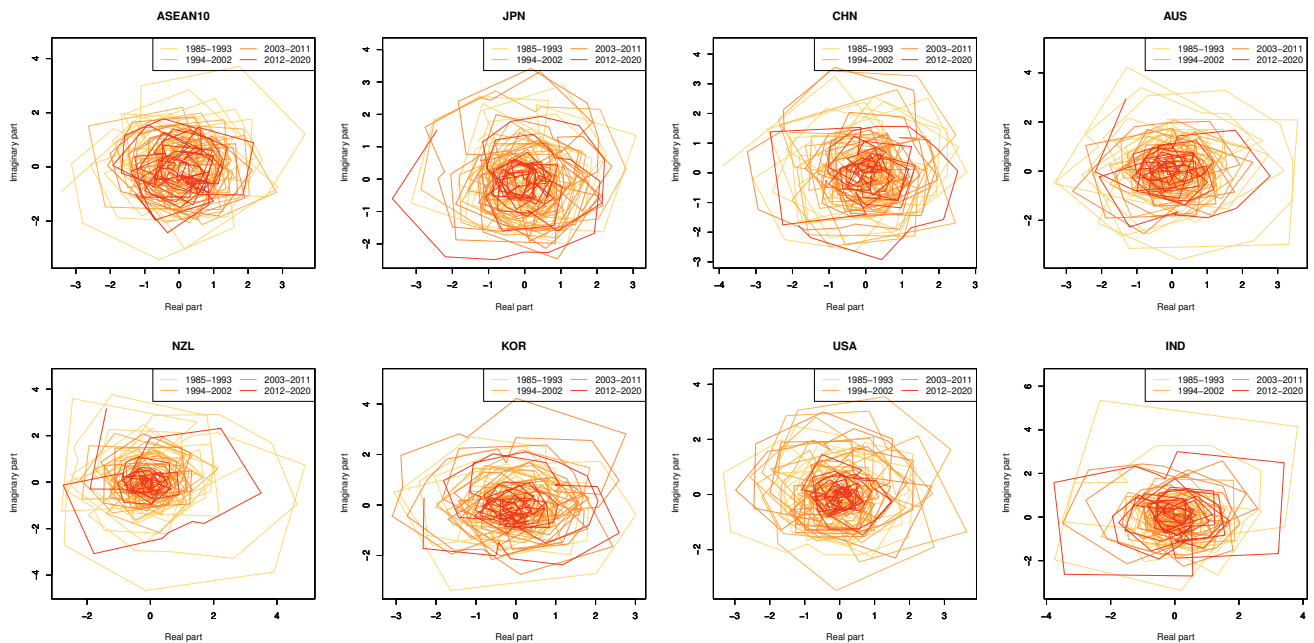 ASEAN10
1985−1993 2003−2011
1994−2002 2012−2020
Imaginary part
4
2
0
−2
−3 −2 −1 0 1 2 3
Real part
JPN
1985−1993 2003−2011
1994−2002 2012−2020
Imaginary part
4
3
2
1
0
−1
−2
−3 −2 −1 0 1 2 3
Real part
CHN
1985−1993 2003−2011
1994−2002 2012−2020
Imaginary part
4
3
2
1
0
−1
−2
−3
−4 −3 −2 −1 0 1 2 3
Real part
AUS
1985−1993 2003−2011
1994−2002 2012−2020
Imaginary part
4
2
0
−2
−3 −2 −1 0 1 2 3
Real part
NZL
1985−1993 2003−2011
1994−2002 2012−2020
Imaginary part
4
2
0
−2
−4
−2 0 2 4
Real part
KOR
1985−1993 2003−2011
1994−2002 2012−2020
Imaginary part
4
2
0
−2
−3 −2 −1 0 1 2 3
Real part
USA
1985−1993 2003−2011
1994−2002 2012−2020
Imaginary part
4
2
0
−2
−3 −2 −1 0 1 2 3
Real part
IND
1985−1993 2003−2011
1994−2002 2012−2020
Imaginary part
6
4
2
0
−2
−4 −2 0 2 4
Real part